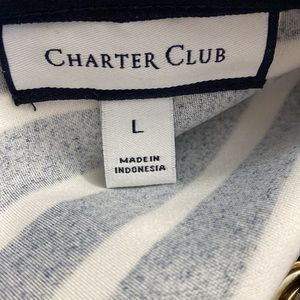 CHARTER CLUB
L
MADE IN
INDONESIA